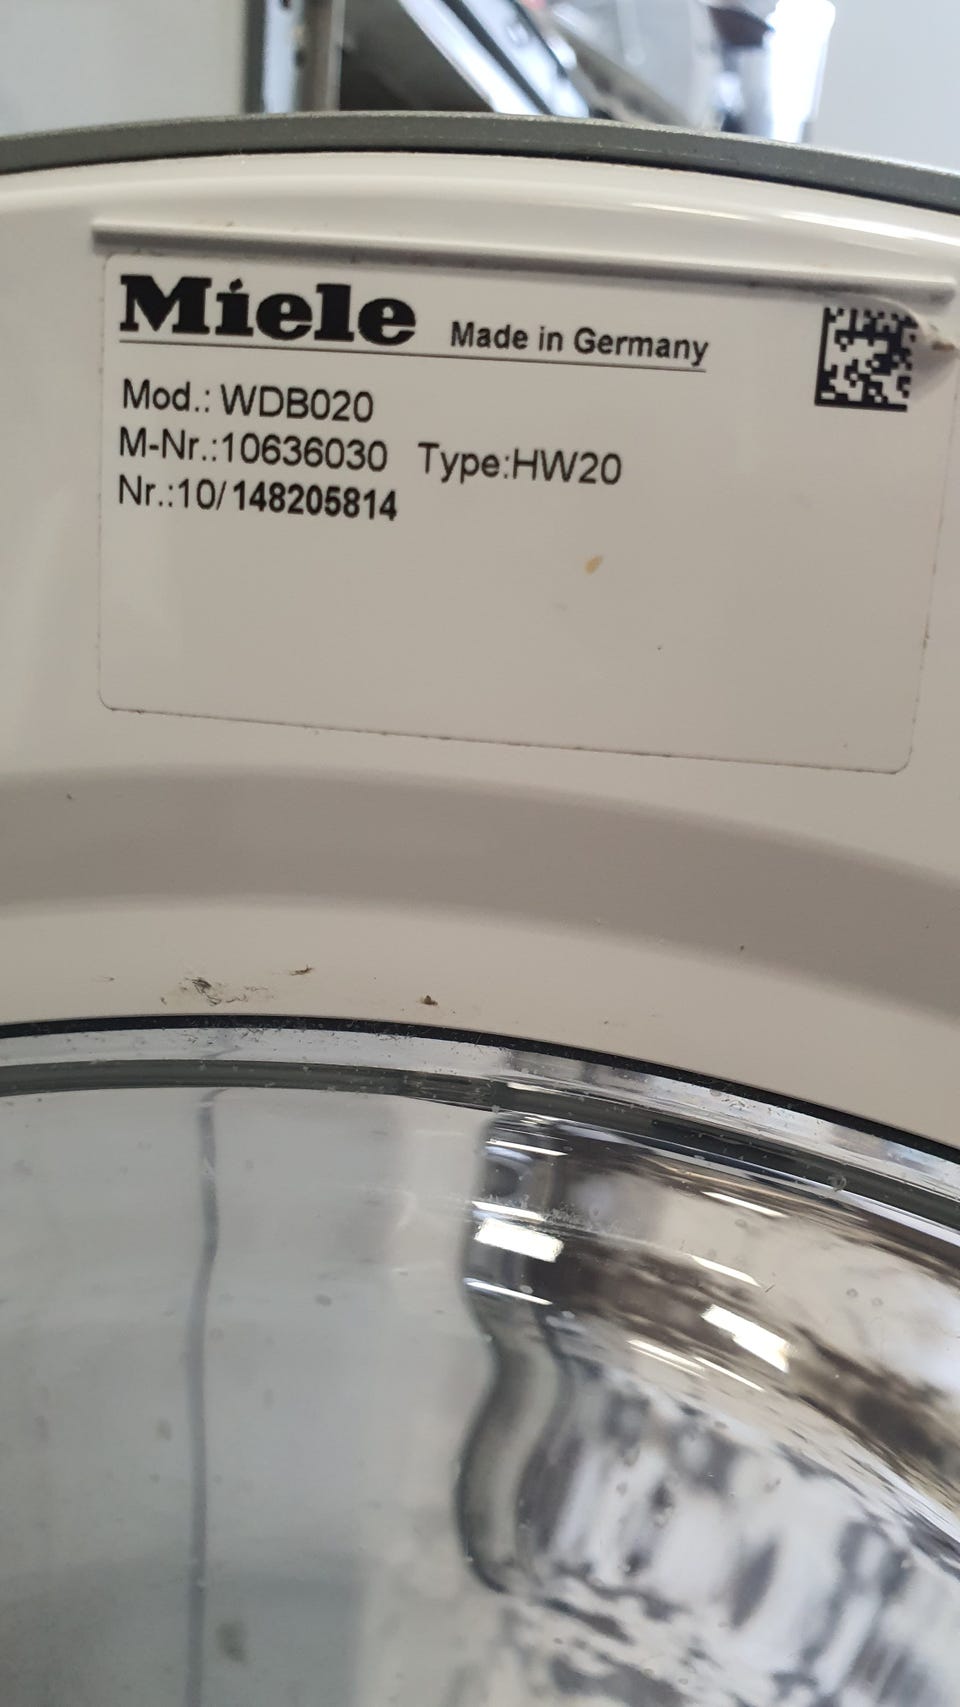 Miele Made in Germany
Mod.: WDB020
M-Nr.:10636030 Type:HW20
Nr.:10/148205814